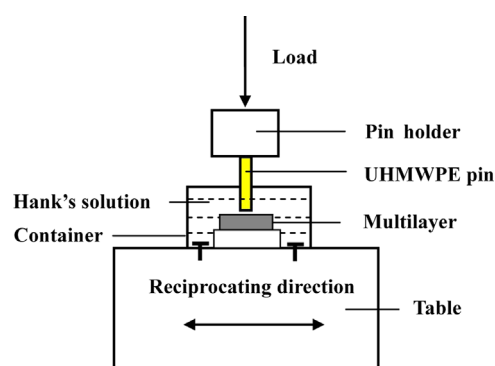 Load
Pin holder
UHMWPE pin
Hank's solution
Multilayer
Container
Reciprocating direction
Table